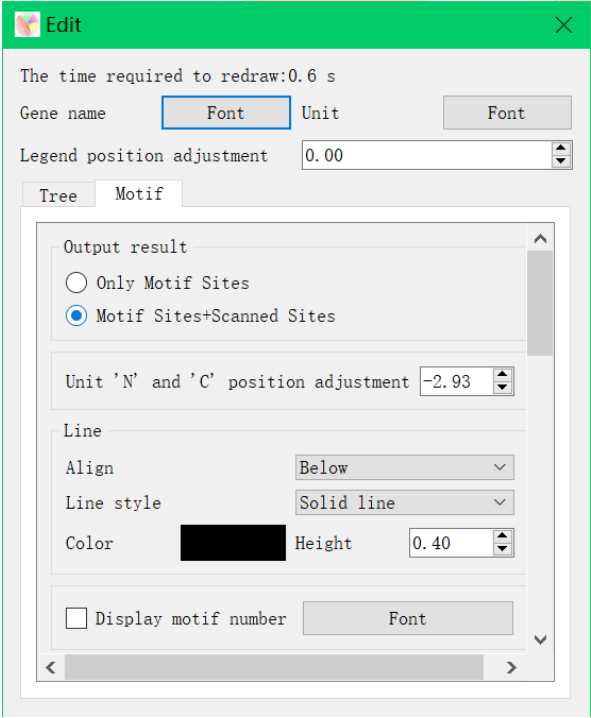 Edit
The time required to redraw:0.6 s
Gene name Font Unit Font
Legend position adjustment 0.00
Tree Motif
Output result
Only Motif Sites
Motif Sites+Scanned Sites
Unit 'N' and 'C' position adjustment -2.93
Line
Align Below
Line style Solid line
Color Height 0.40
Display motif number Font